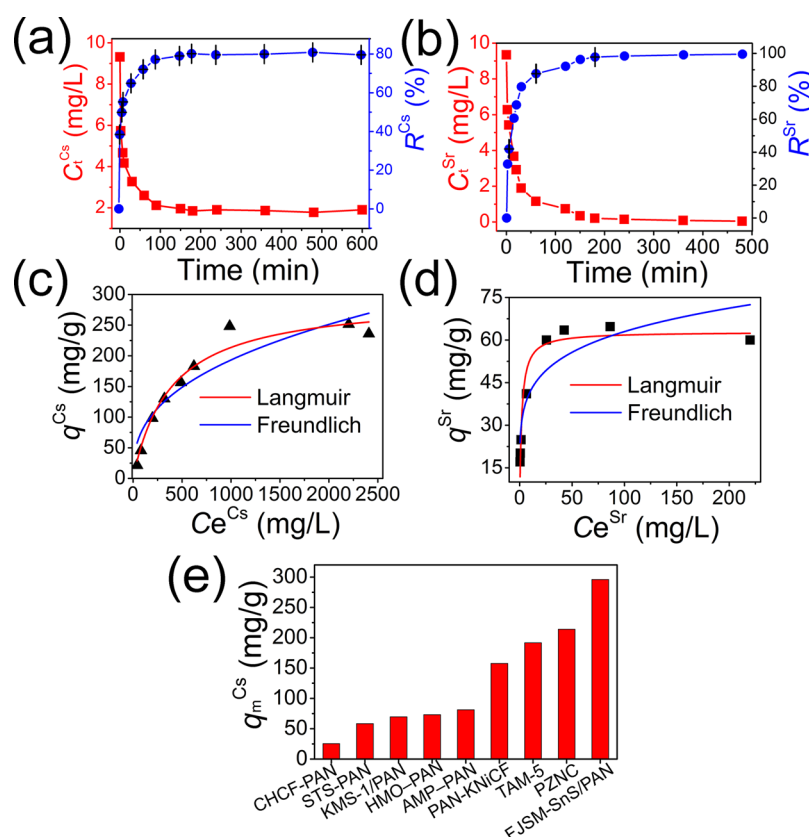 (a)
10
8
6
4
2
C_t^Cs (mg/L)
80
60
40
20
0
R^Cs (%)
0 100 200 300 400 500 600
Time (min)
(b)
10
8
6
4
2
0
C_t^Sr (mg/L)
100
80
60
40
20
0
R^Sr (%)
0 100 200 300 400 500
Time (min)
(c)
300
250
200
150
100
50
0
q^Cs (mg/g)
Langmuir
Freundlich
0 500 1000 1500 2000 2500
Ce^Cs (mg/L)
(d)
75
60
45
30
15
q^Sr (mg/g)
Langmuir
Freundlich
0 50 100 150 200
Ce^Sr (mg/L)
(e)
300
250
200
150
100
50
0
q_m^Cs (mg/g)
CHCF-PAN
STS-PAN
KMS-1/PAN
HMO–PAN
AMP–PAN
PAN-KNiCF
TAM-5
PZNC
FJSM-SnS/PAN